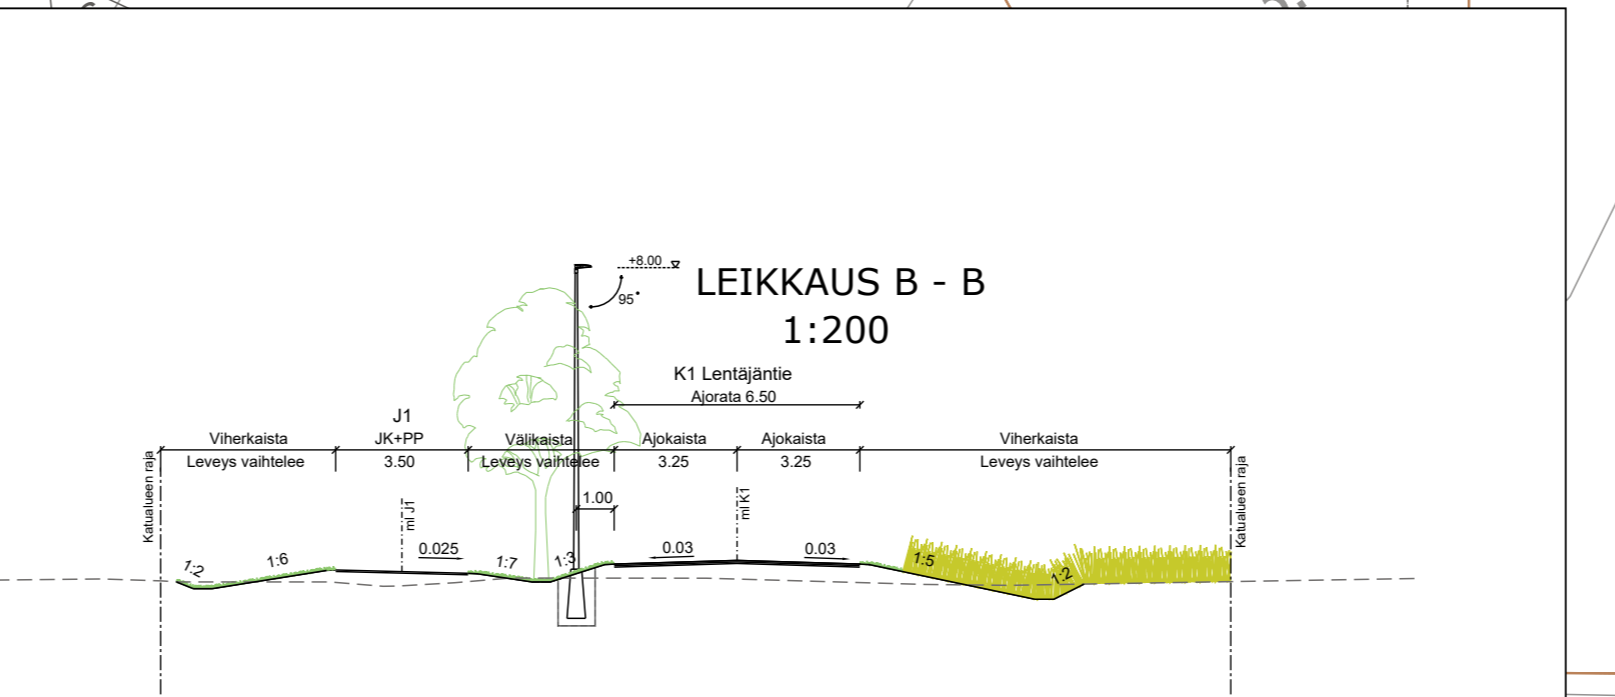 +8.00
95°
LEIKKAUS B - B
1:200
K1 Lentäjäntie
Ajorata 6.50
J1
Viherkaista
JK+PP
Välikaista
Ajokaista
Ajokaista
Viherkaista
Leveys vaihtelee
3.50
Leveys vaihtelee
3.25
3.25
Leveys vaihtelee
Katualueen raja
ml J1
1.00
ml K1
Katualueen raja
1:2
1:6
0.025
1:7
1:3
0.03
0.03
1:5
1:2